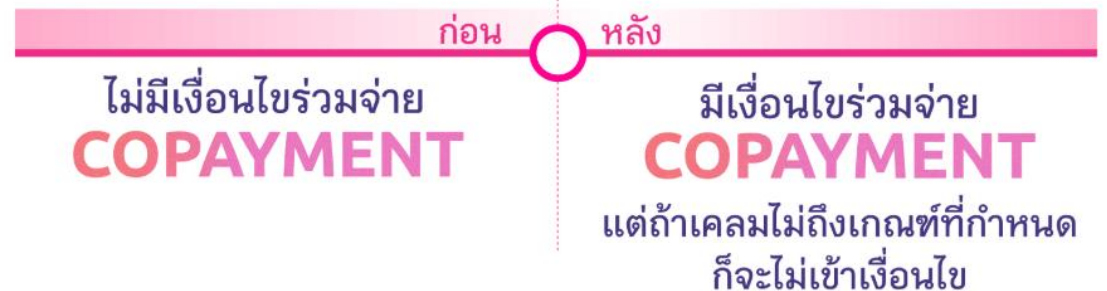 ก่อน
หลัง
ไม่มีเงื่อนไขร่วมจ่าย
COPAYMENT
มีเงื่อนไขร่วมจ่าย
COPAYMENT
แต่ถ้าเคลมไม่ถึงเกณฑ์ที่กำหนด
ก็จะไม่เข้าเงื่อนไข